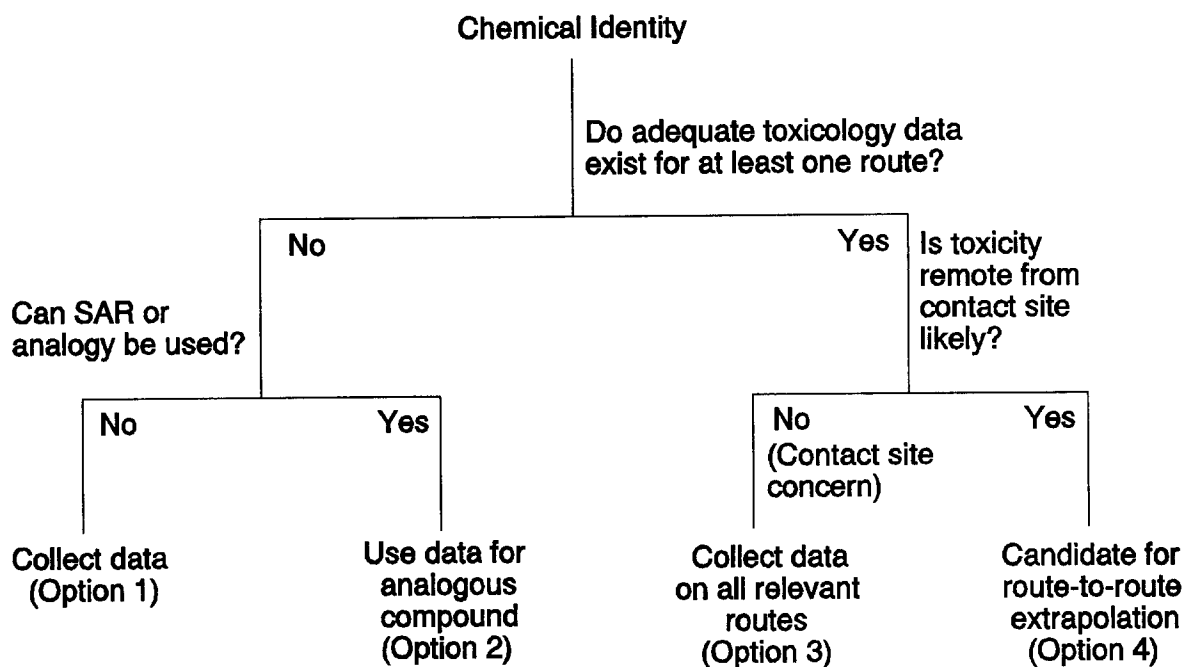 Chemical Identity
Do adequate toxicology data
exist for at least one route?
No
Yes
Is toxicity
remote from
contact site
likely?
Can SAR or
analogy be used?
No
Yes
No
(Contact site
concern)
Yes
Collect data
(Option 1)
Use data for
analogous
compound
(Option 2)
Collect data
on all relevant
routes
(Option 3)
Candidate for
route-to-route
extrapolation
(Option 4)